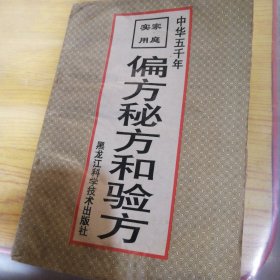 中华五千年
家庭实用
偏方秘方和验方
黑龙江科学技术出版社